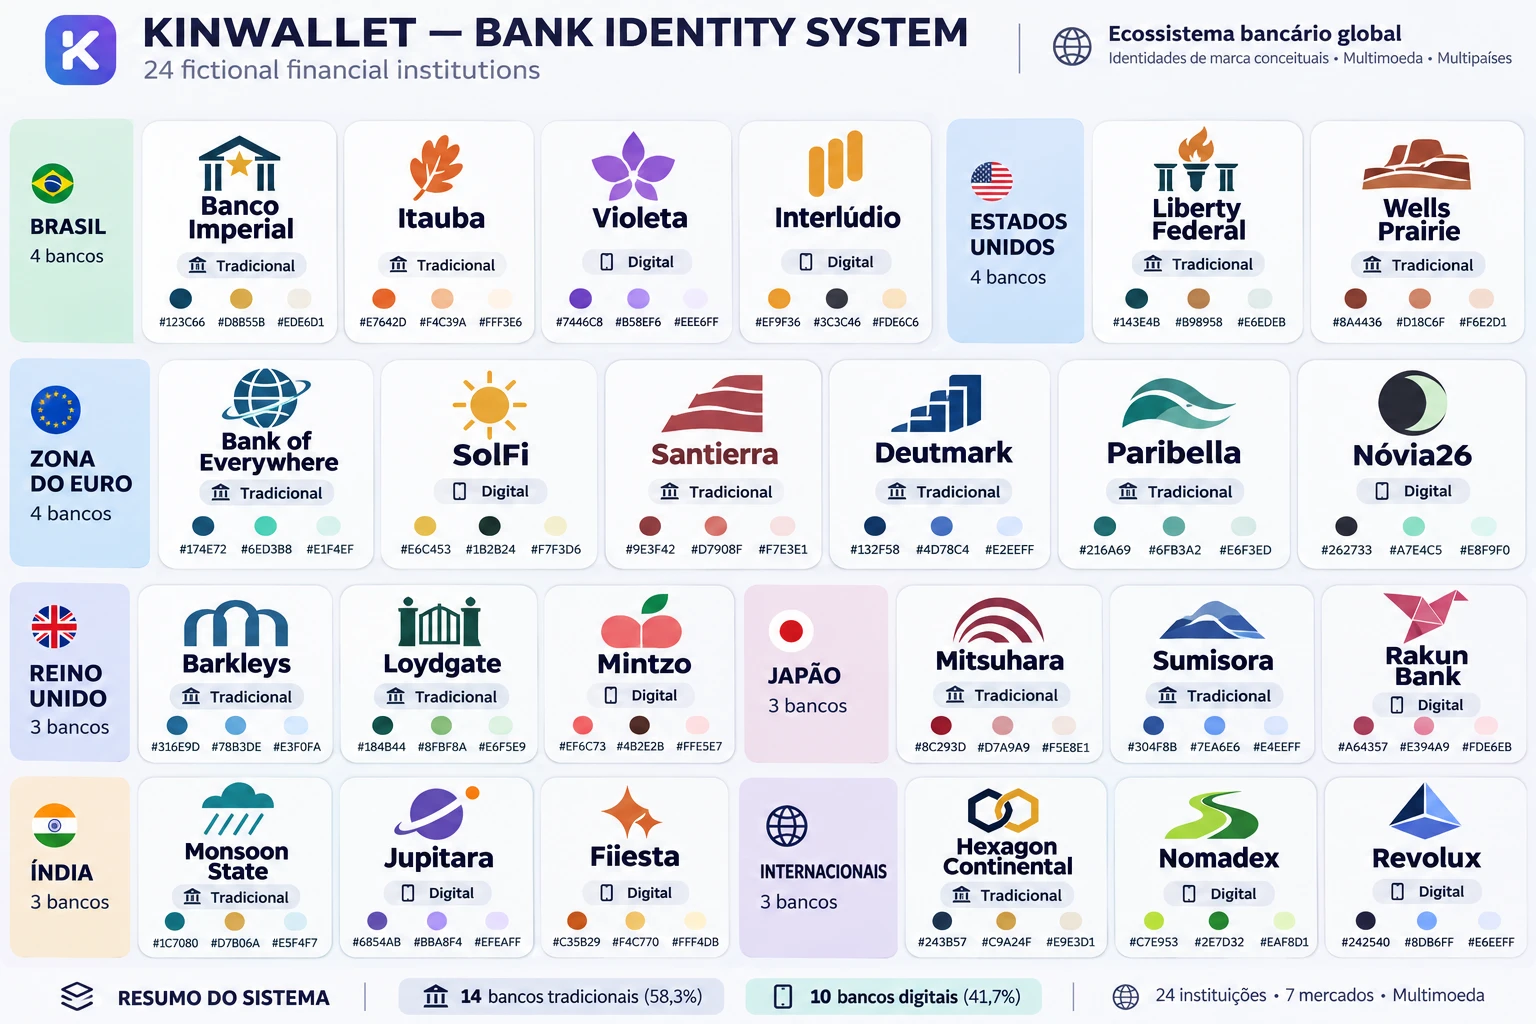 KINWALLET — BANK IDENTITY SYSTEM
24 fictional financial institutions
Ecossistema bancário global
Identidades de marca conceituais • Multimoeda • Multipaíses
BRASIL
4 bancos
Banco
Imperial
Tradicional
#123C66 #D8B55B #EDE6D1
Itauba
Tradicional
#E7642D #F4C39A #FFF3E6
Violeta
Digital
#7446C8 #B58EF6 #EEE6FF
Interlúdio
Digital
#EF9F36 #3C3C46 #FDE6C6
ESTADOS
UNIDOS
4 bancos
Liberty
Federal
Tradicional
#143E4B #B98958 #E6EDEB
Wells
Prairie
Tradicional
#8A4436 #D18C6F #F6E2D1
ZONA
DO EURO
4 bancos
Bank of
Everywhere
Tradicional
#174E72 #6ED3B8 #E1F4EF
SolFi
Digital
#E6C453 #1B2B24 #F7F3D6
Santierra
Tradicional
#9E3F42 #D7908F #F7E3E1
Deutmark
Tradicional
#132F58 #4D78C4 #E2EEFF
Paribella
Tradicional
#216A69 #6FB3A2 #E6F3ED
Nóvia26
Digital
#262733 #A7E4C5 #E8F9F0
REINO
UNIDO
3 bancos
Barkleys
Tradicional
#316E9D #78B3DE #E3F0FA
Loydgate
Tradicional
#184B44 #8FBF8A #E6F5E9
Mintzo
Digital
#EF6C73 #4B2E2B #FFE5E7
JAPÃO
3 bancos
Mitsuhara
Tradicional
#8C293D #D7A9A9 #F5E8E1
Sumisora
Tradicional
#304F8B #7EA6E6 #E4EEFF
Rakun
Bank
Digital
#A64357 #E394A9 #FDE6EB
ÍNDIA
3 bancos
Monsoon
State
Tradicional
#1C7080 #D7B06A #E5F4F7
Jupitara
Digital
#6854AB #BBA8F4 #EFEAFF
Fiiesta
Digital
#C35B29 #F4C770 #FFF4DB
INTERNACIONAIS
3 bancos
Hexagon
Continental
Tradicional
#243B57 #C9A24F #E9E3D1
Nomadex
Digital
#C7E953 #2E7D32 #EAF8D1
Revolux
Digital
#242540 #8DB6FF #E6EEFF
RESUMO DO SISTEMA
14 bancos tradicionais (58,3%)
10 bancos digitais (41,7%)
24 instituições • 7 mercados • Multimoeda